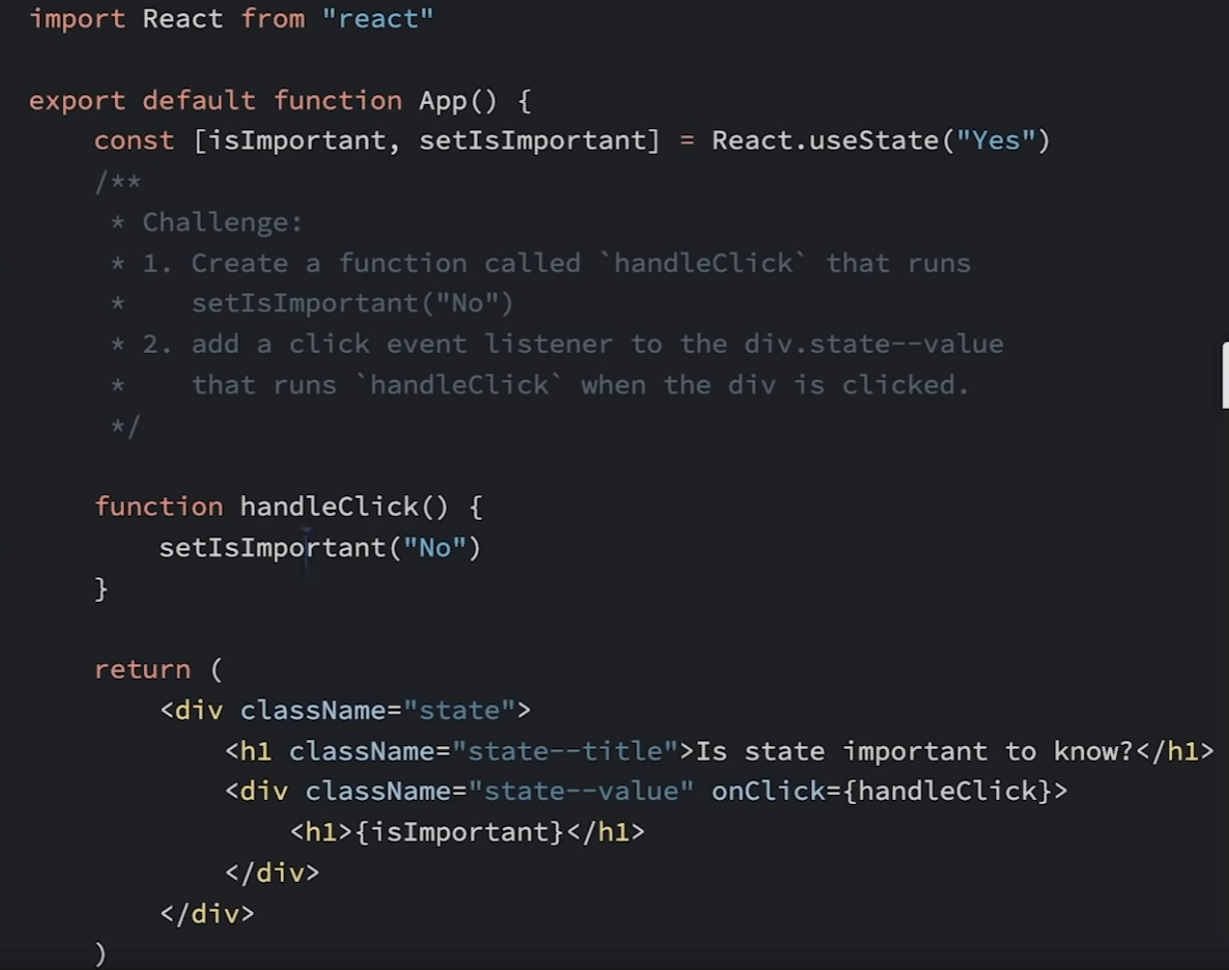 import React from "react"
export default function App() {
    const [isImportant, setIsImportant] = React.useState("Yes")
    /**
     * Challenge:
     * 1. Create a function called `handleClick` that runs
     *    setIsImportant("No")
     * 2. add a click event listener to the div.state--value
     *    that runs `handleClick` when the div is clicked.
     */
    function handleClick() {
        setIsImportant("No")
    }
    return (
        <div className="state">
            <h1 className="state--title">Is state important to know?</h1>
            <div className="state--value" onClick={handleClick}>
                <h1>{isImportant}</h1>
            </div>
        </div>
    )